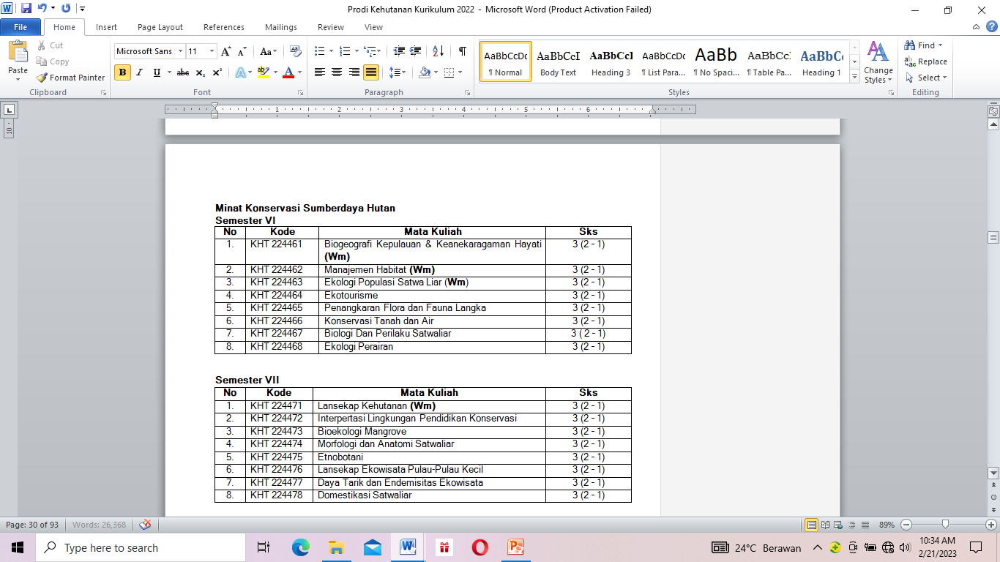 Prodi Kehutanan Kurikulum 2022 - Microsoft Word (Product Activation Failed)
File Home Insert Page Layout References Mailings Review View
Paste
Cut
Copy
Format Painter
Clipboard
Microsoft Sans 11
Font
Paragraph
AaBbCcDc AaBbCcI AaBbCcI AaBbCcDc AaBb AaBbCc: AaBbCc
¶ Normal Body Text Heading 3 ¶ List Para... ¶ No Spaci... ¶ Table Pa... Heading 1
Styles
Change Styles
Find
Replace
Select
Editing
1 2 3 4 5 6
10
Minat Konservasi Sumberdaya Hutan
Semester VI
No Kode Mata Kuliah Sks
1. KHT 224461 Biogeografi Kepulauan & Keanekaragaman Hayati 3 (2 - 1)
(Wm)
2. KHT 224462 Manajemen Habitat (Wm) 3 (2 - 1)
3. KHT 224463 Ekologi Populasi Satwa Liar (Wm) 3 (2 - 1)
4. KHT 224464 Ekotourisme 3 (2 - 1)
5. KHT 224465 Penangkaran Flora dan Fauna Langka 3 (2 - 1)
6. KHT 224466 Konservasi Tanah dan Air 3 (2 - 1)
7. KHT 224467 Biologi Dan Perilaku Satwaliar 3 ( 2 - 1)
8. KHT 224468 Ekologi Perairan 3 (2 - 1)
Semester VII
No Kode Mata Kuliah Sks
1. KHT 224471 Lansekap Kehutanan (Wm) 3 (2 - 1)
2. KHT 224472 Interpertasi Lingkungan Pendidikan Konservasi 3 (2 - 1)
3. KHT 224473 Bioekologi Mangrove 3 (2 - 1)
4. KHT 224474 Morfologi dan Anatomi Satwaliar 3 (2 - 1)
5. KHT 224475 Etnobotani 3 (2 - 1)
6. KHT 224476 Lansekap Ekowisata Pulau-Pulau Kecil 3 (2 - 1)
7. KHT 224477 Daya Tarik dan Endemisitas Ekowisata 3 (2 - 1)
8. KHT 224478 Domestikasi Satwaliar 3 (2 - 1)
Page: 30 of 93 Words: 26,368 89%
Type here to search
24°C Berawan
10:34 AM
2/21/2023